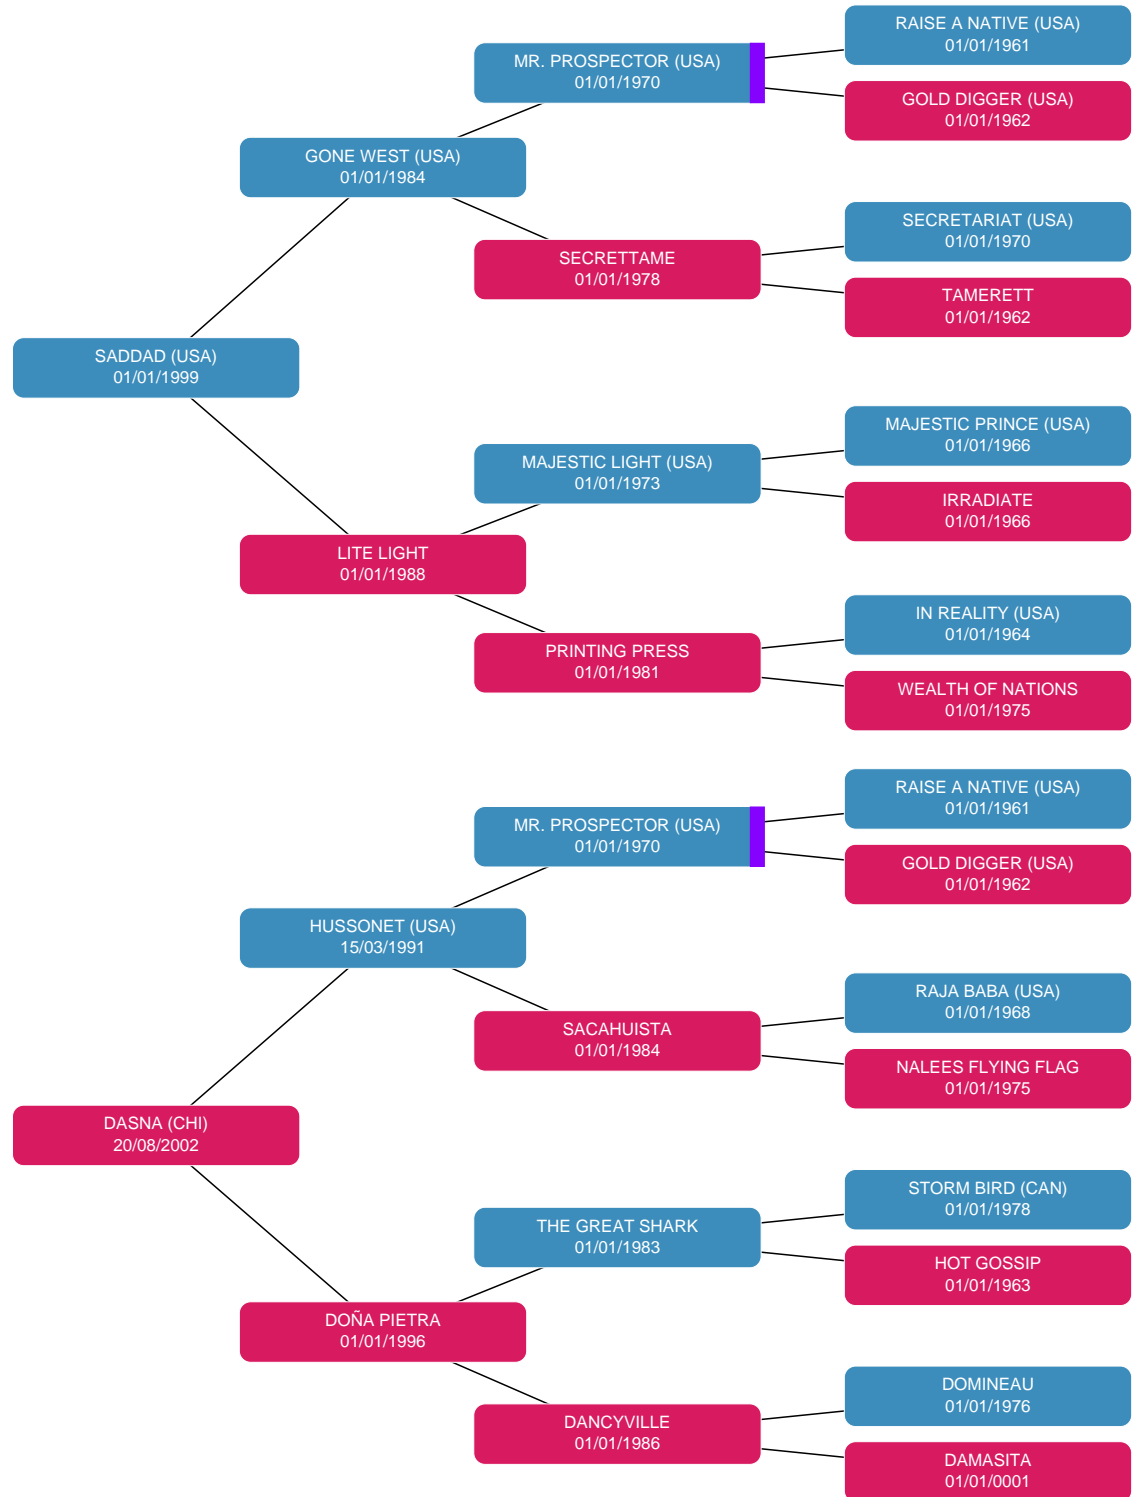 RAISE A NATIVE (USA)
01/01/1961
MR. PROSPECTOR (USA)
01/01/1970
GOLD DIGGER (USA)
01/01/1962
GONE WEST (USA)
01/01/1984
SECRETARIAT (USA)
01/01/1970
SECRETTAME
01/01/1978
TAMERETT
01/01/1962
SADDAD (USA)
01/01/1999
MAJESTIC PRINCE (USA)
01/01/1966
MAJESTIC LIGHT (USA)
01/01/1973
IRRADIATE
01/01/1966
LITE LIGHT
01/01/1988
IN REALITY (USA)
01/01/1964
PRINTING PRESS
01/01/1981
WEALTH OF NATIONS
01/01/1975
RAISE A NATIVE (USA)
01/01/1961
MR. PROSPECTOR (USA)
01/01/1970
GOLD DIGGER (USA)
01/01/1962
HUSSONET (USA)
15/03/1991
RAJA BABA (USA)
01/01/1968
SACAHUISTA
01/01/1984
NALEES FLYING FLAG
01/01/1975
DASNA (CHI)
20/08/2002
STORM BIRD (CAN)
01/01/1978
THE GREAT SHARK
01/01/1983
HOT GOSSIP
01/01/1963
DOÑA PIETRA
01/01/1996
DOMINEAU
01/01/1976
DANCYVILLE
01/01/1986
DAMASITA
01/01/0001